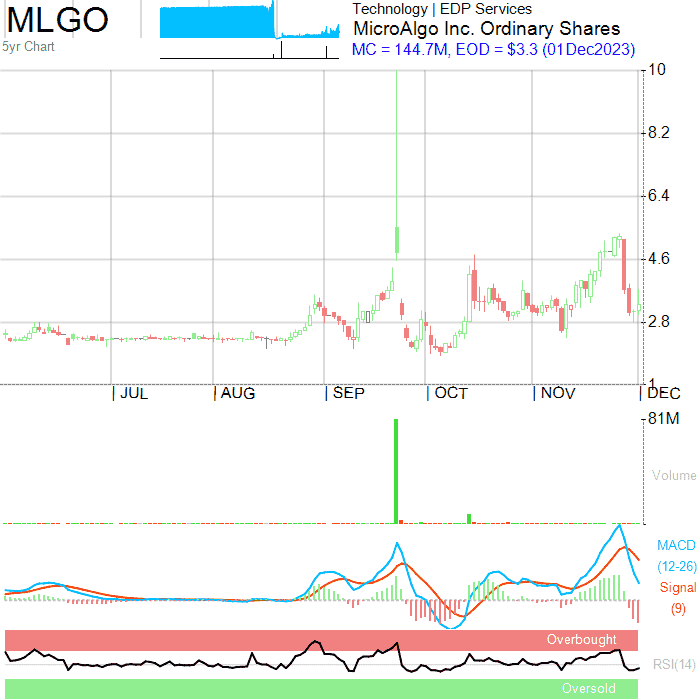 MLGO
5yr Chart
Technology | EDP Services
MicroAlgo Inc. Ordinary Shares
MC = 144.7M, EOD = $3.3 (01Dec2023)
10
8.2
6.4
4.6
2.8
1
| JUL | AUG | SEP | OCT | NOV | DEC
81M
Volume
MACD
(12-26)
Signal
(9)
Overbought
RSI(14)
Oversold